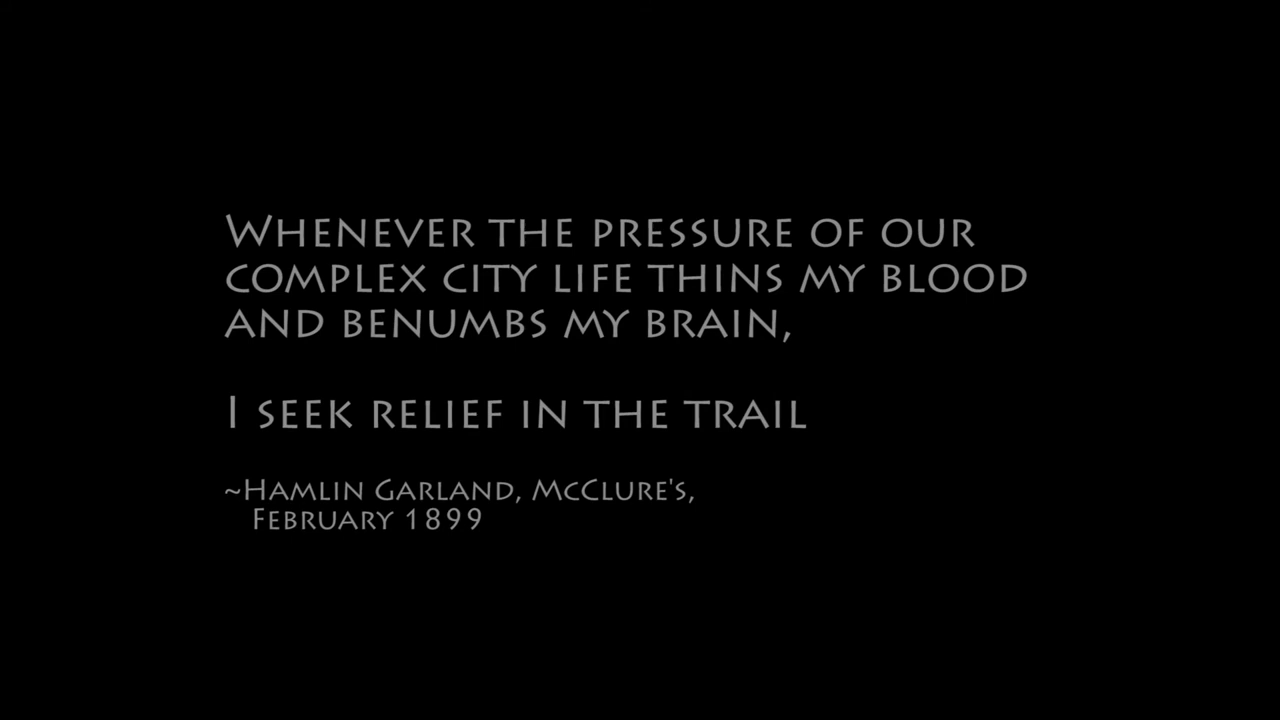 Whenever the pressure of our
complex city life thins my blood
and benumbs my brain,
I seek relief in the trail
~Hamlin Garland, McClure's,
February 1899